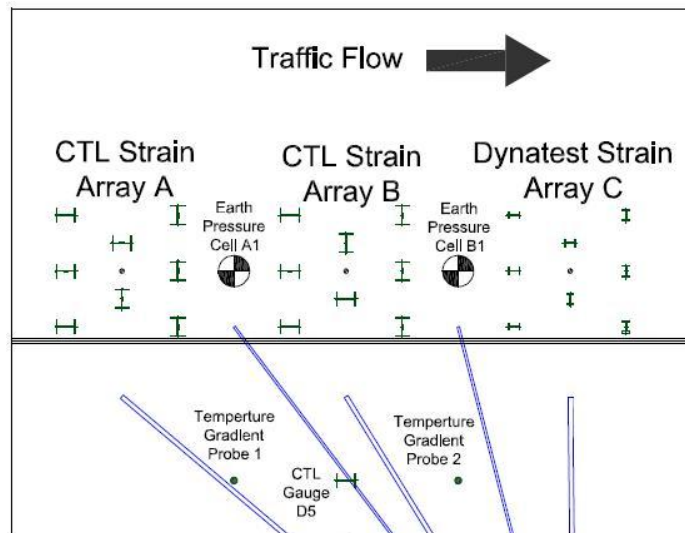 Traffic Flow
CTL Strain
Array A
CTL Strain
Array B
Dynatest Strain
Array C
Earth
Pressure
Cell A1
Earth
Pressure
Cell B1
Temperture
Gradient
Probe 1
Temperture
Gradient
Probe 2
CTL
Gauge
D5